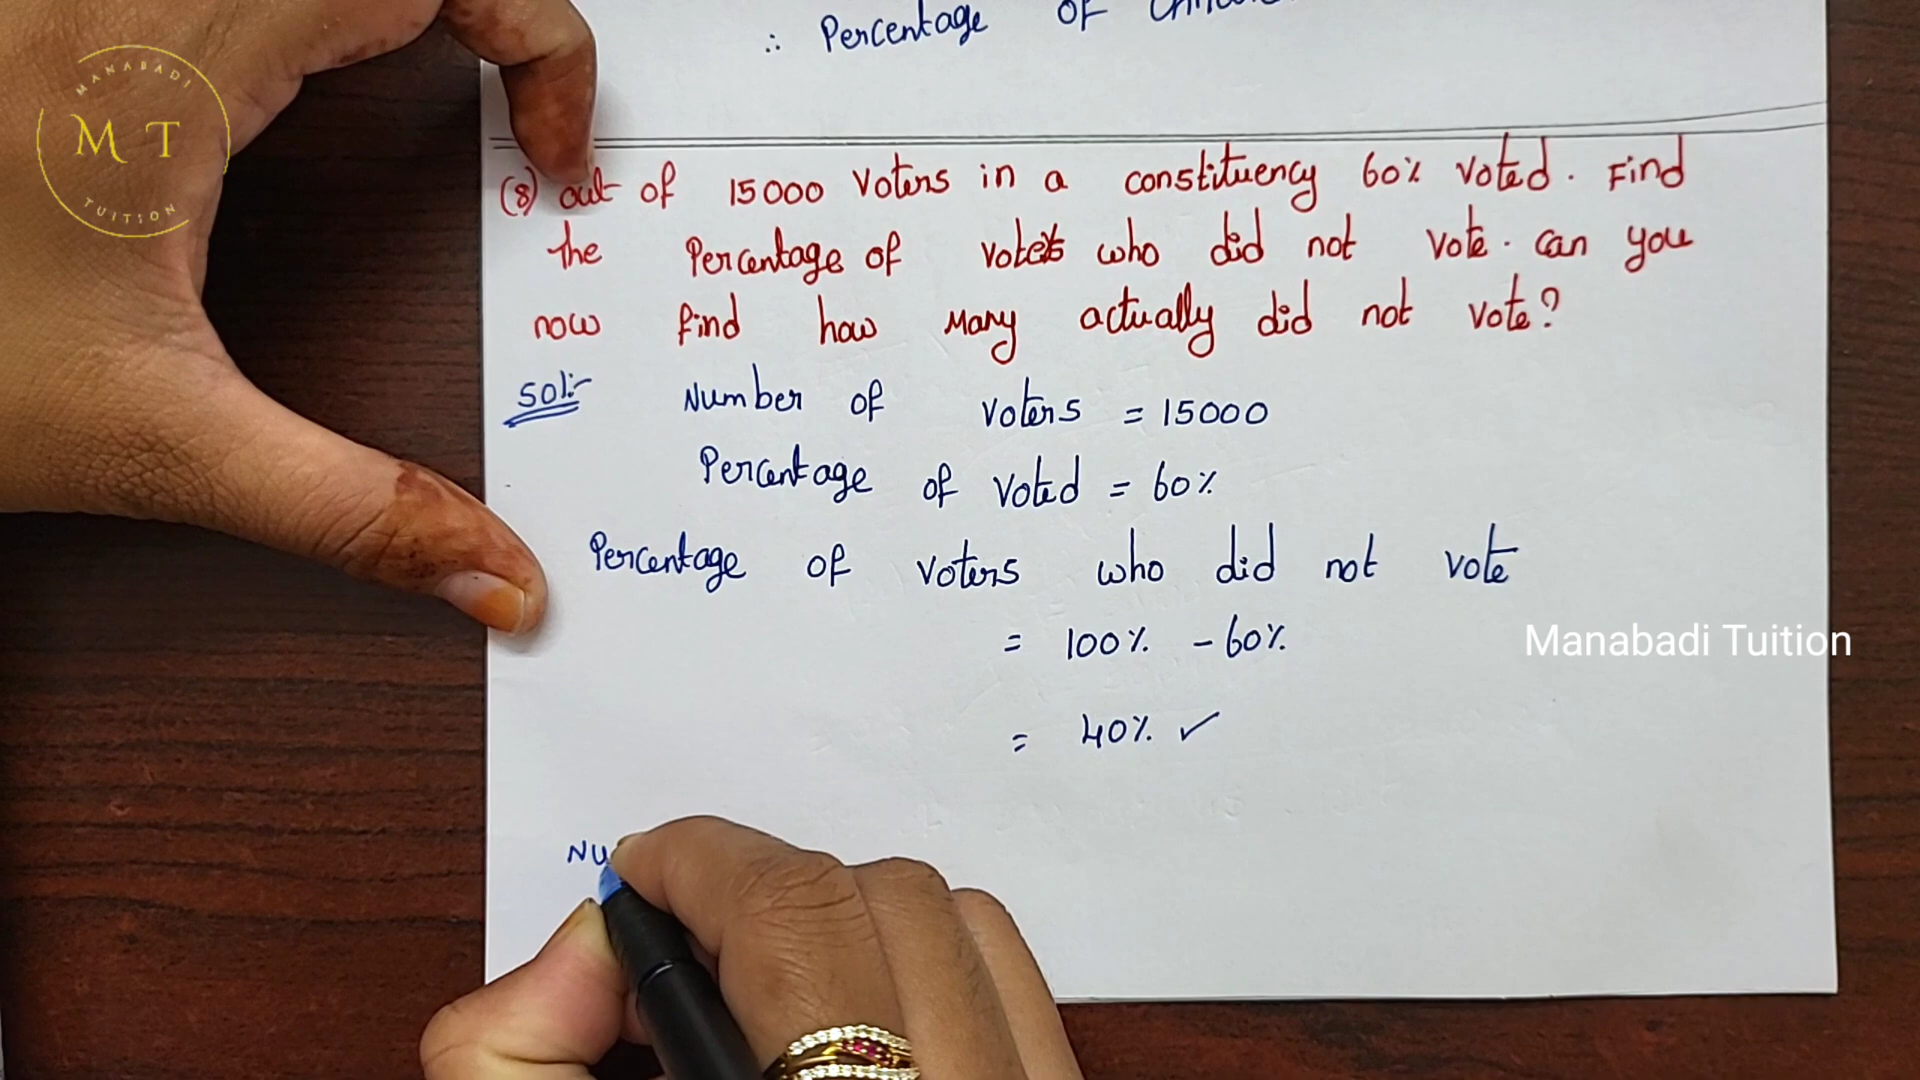 ∴ Percentage of
MANABADI
MT
TUITION
(8) out of 15000 voters in a constituency 60% voted. Find
the percentage of voters who did not vote. Can you
now find how many actually did not vote?
Sol:- Number of voters = 15000
Percentage of voted = 60%
Percentage of voters who did not vote
= 100% - 60%
Manabadi Tuition
= 40% ✓
NU